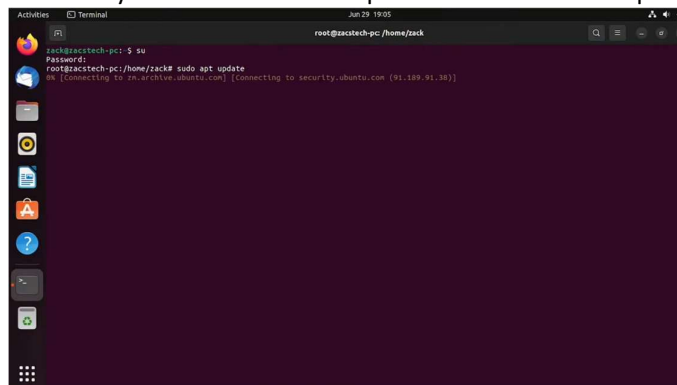 Activities Terminal Jun 29 19:05
root@zacstech-pc: /home/zack
zack@zacstech-pc:~$ su
Password:
root@zacstech-pc:/home/zack# sudo apt update
0% [Connecting to zm.archive.ubuntu.com] [Connecting to security.ubuntu.com (91.189.91.38)]